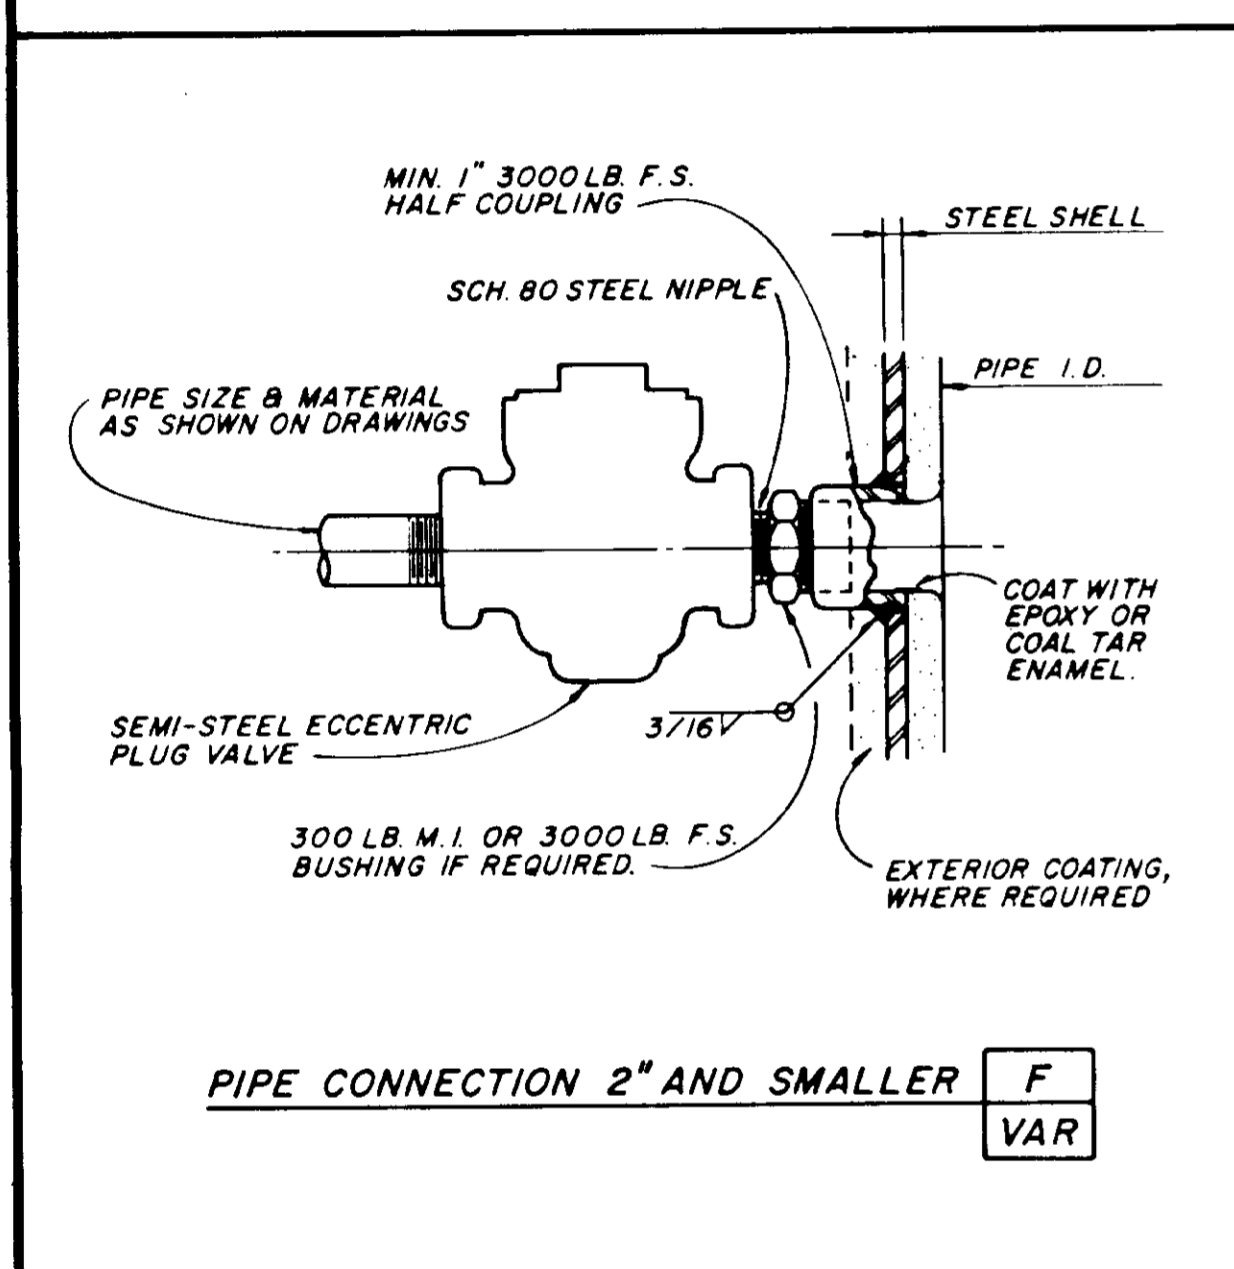 MIN. 1" 3000 LB. F.S.
HALF COUPLING
STEEL SHELL
SCH. 80 STEEL NIPPLE
PIPE I.D.
PIPE SIZE & MATERIAL
AS SHOWN ON DRAWINGS
COAT WITH
EPOXY OR
COAL TAR
ENAMEL.
SEMI-STEEL ECCENTRIC
PLUG VALVE
3/16
300 LB. M.I. OR 3000 LB. F.S.
BUSHING IF REQUIRED.
EXTERIOR COATING,
WHERE REQUIRED
PIPE CONNECTION 2" AND SMALLER
F
VAR